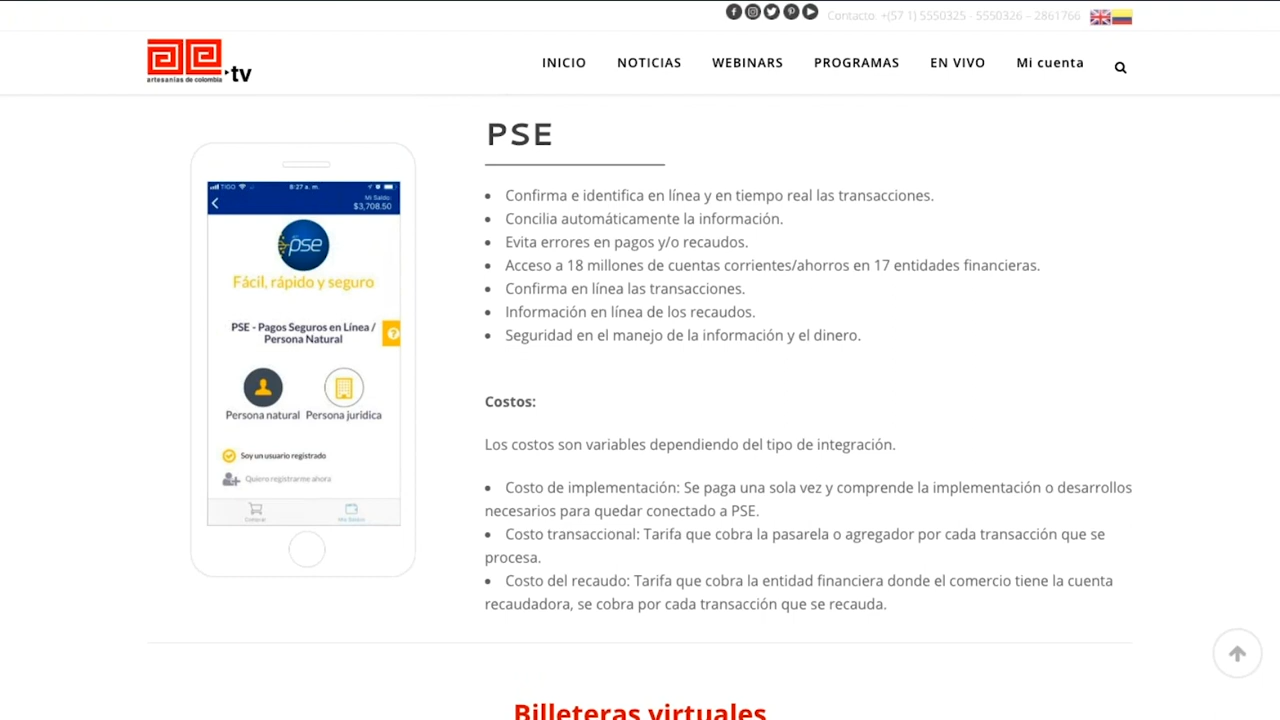 Contacto. +(57 1) 5550325 - 5550326 – 2861766
artesanías de colombia
tv
INICIO NOTICIAS WEBINARS PROGRAMAS EN VIVO Mi cuenta
TIGO 8:27 a. m.
Mi Saldo:
$3,708.50
pse
Fácil, rápido y seguro
PSE - Pagos Seguros en Línea /
Persona Natural
?
Persona natural Persona jurídica
Soy un usuario registrado
Quiero registrarme ahora
Comprar Mis Saldos
PSE
• Confirma e identifica en línea y en tiempo real las transacciones.
• Concilia automáticamente la información.
• Evita errores en pagos y/o recaudos.
• Acceso a 18 millones de cuentas corrientes/ahorros en 17 entidades financieras.
• Confirma en línea las transacciones.
• Información en línea de los recaudos.
• Seguridad en el manejo de la información y el dinero.
Costos:
Los costos son variables dependiendo del tipo de integración.
• Costo de implementación: Se paga una sola vez y comprende la implementación o desarrollos
necesarios para quedar conectado a PSE.
• Costo transaccional: Tarifa que cobra la pasarela o agregador por cada transacción que se
procesa.
• Costo del recaudo: Tarifa que cobra la entidad financiera donde el comercio tiene la cuenta
recaudadora, se cobra por cada transacción que se recauda.
Billeteras virtuales